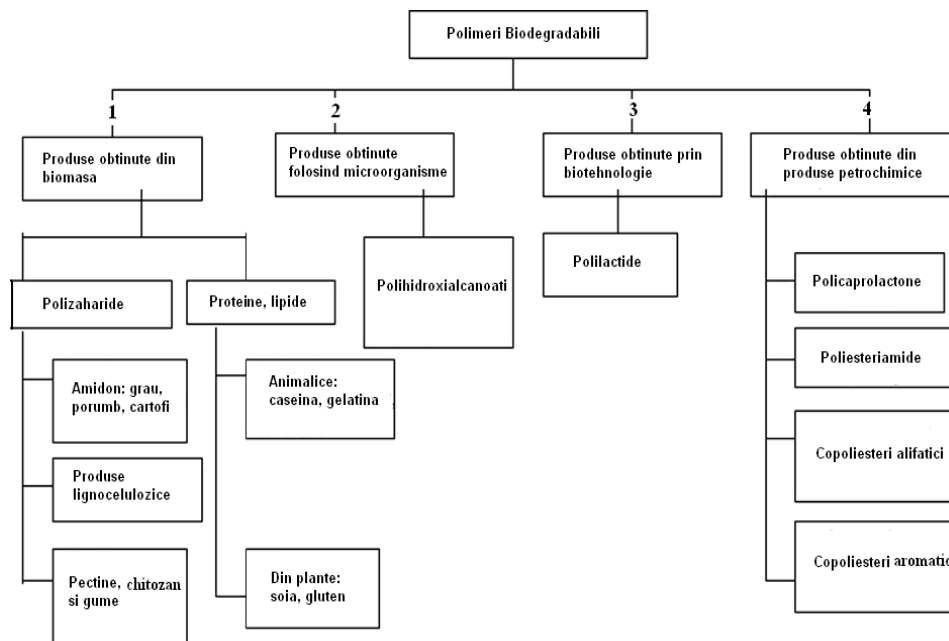 Polimeri Biodegradabili
1
2
3
4
Produse obtinute din
biomasa
Produse obtinute
folosind microorganisme
Produse obtinute prin
biotehnologie
Produse obtinute din
produse petrochimice
Polizaharide
Proteine, lipide
Polihidroxialcanoati
Polilactide
Policaprolactone
Amidon: grau,
porumb, cartofi
Animalice:
caseina, gelatina
Poliesteriamide
Produse
lignocelulozice
Copoliesteri alifatici
Pectine, chitozan
si gume
Din plante:
soia, gluten
Copoliesteri aromatic